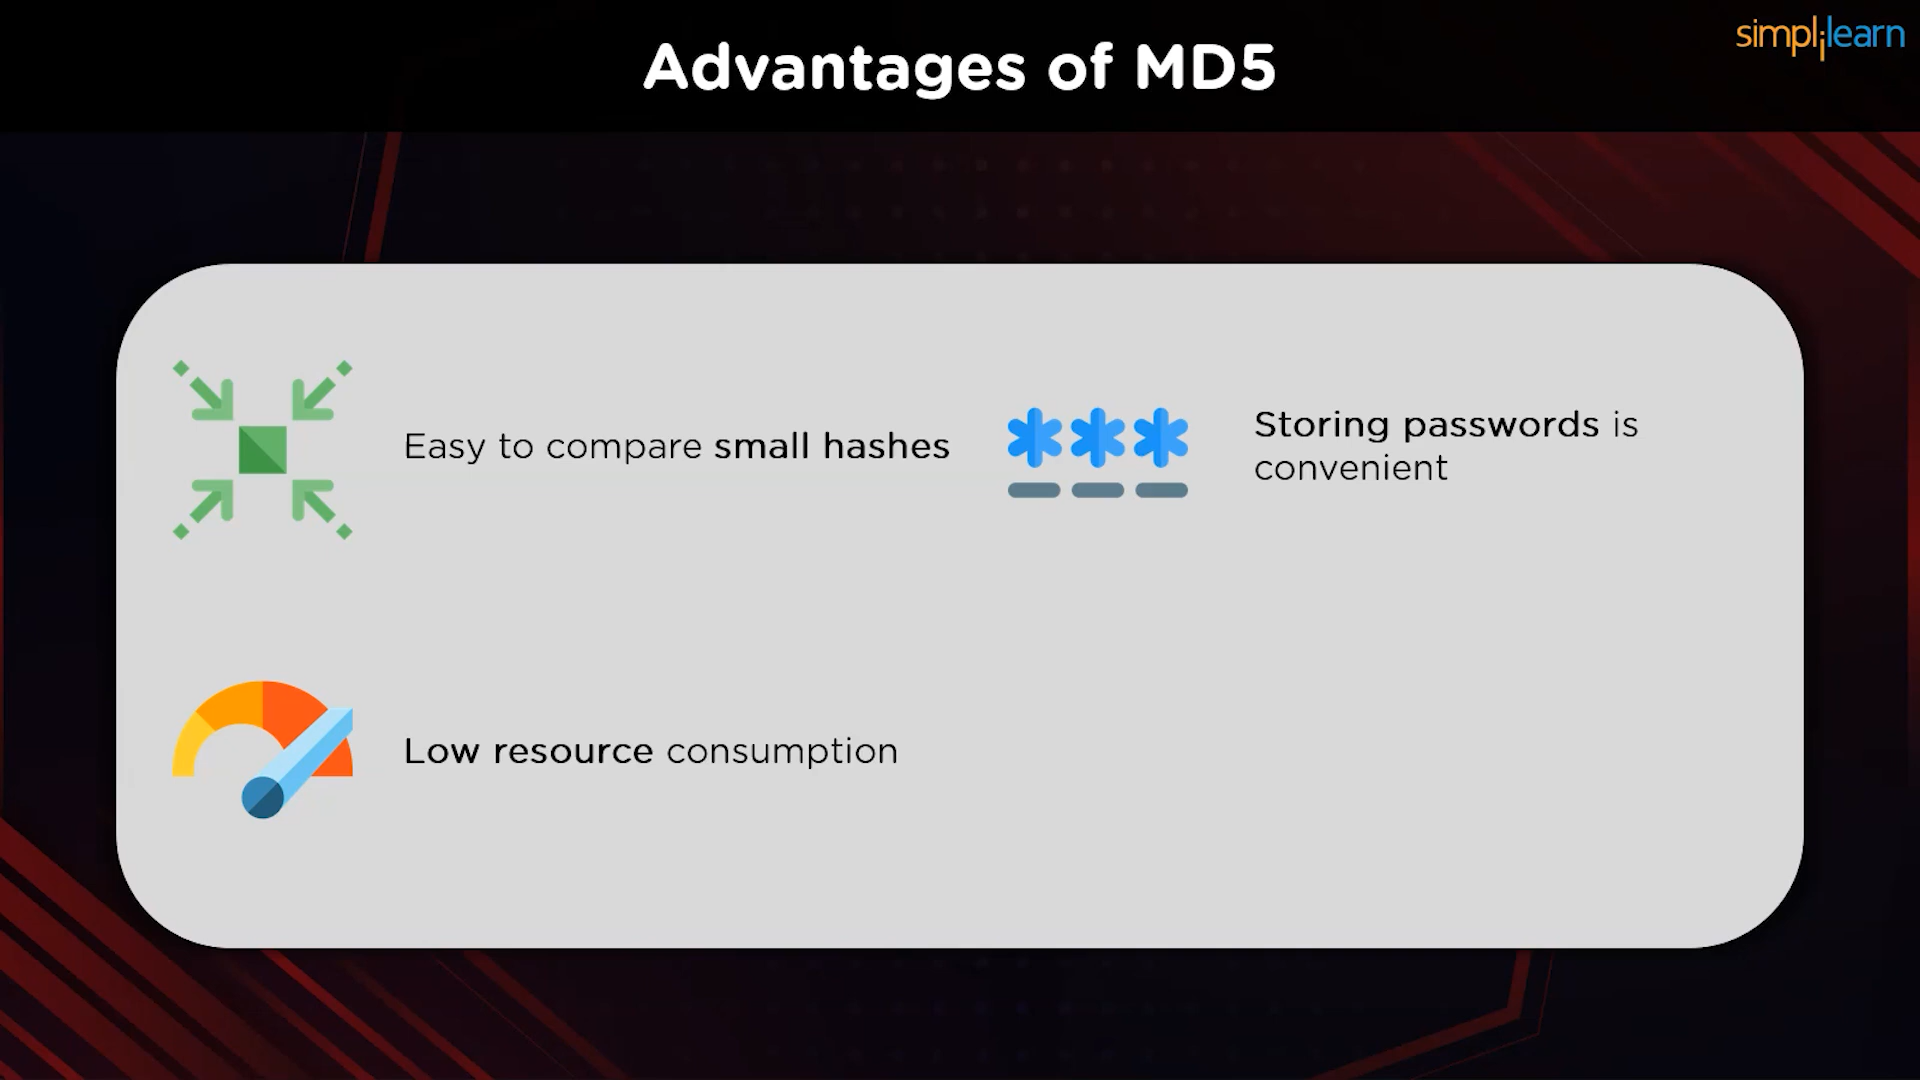 Advantages of MD5
simplilearn
Easy to compare small hashes
Storing passwords is
convenient
Low resource consumption